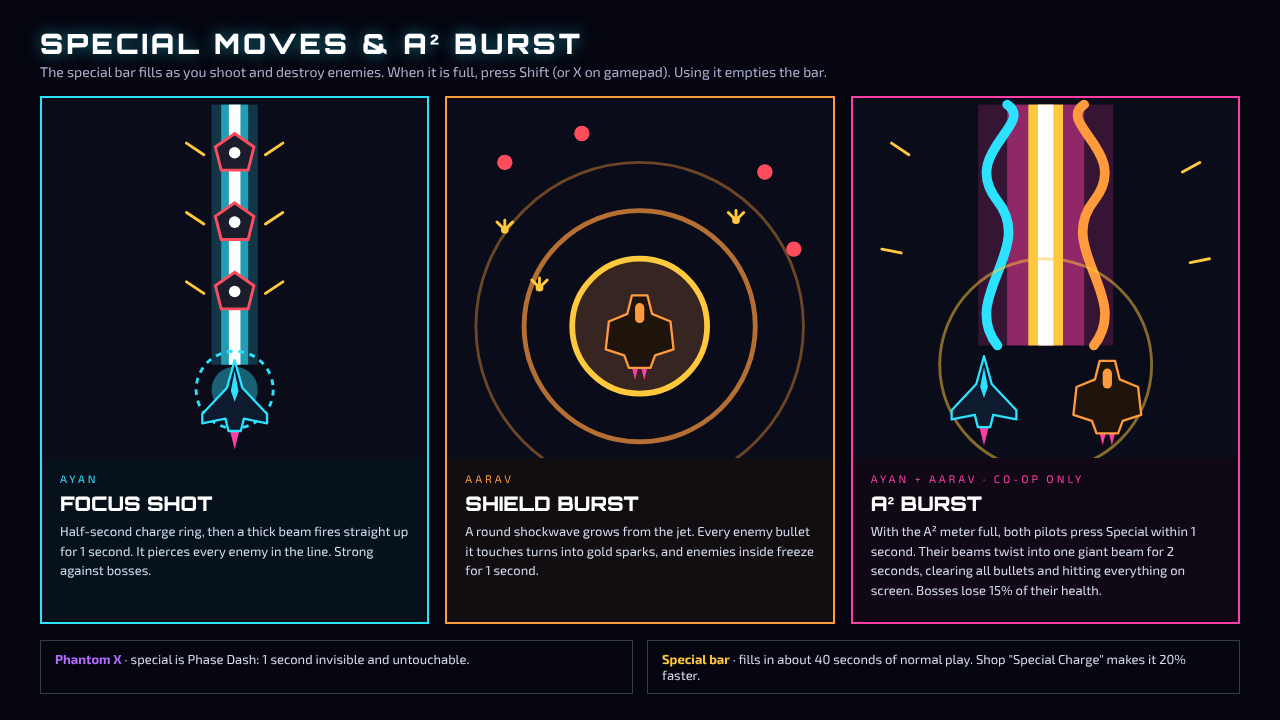 SPECIAL MOVES & A² BURST
The special bar fills as you shoot and destroy enemies. When it is full, press Shift (or X on gamepad). Using it empties the bar.
AYAN
FOCUS SHOT
Half-second charge ring, then a thick beam fires straight up
for 1 second. It pierces every enemy in the line. Strong
against bosses.
AARAV
SHIELD BURST
A round shockwave grows from the jet. Every enemy bullet
it touches turns into gold sparks, and enemies inside freeze
for 1 second.
AYAN + AARAV · CO-OP ONLY
A² BURST
With the A² meter full, both pilots press Special within 1
second. Their beams twist into one giant beam for 2
seconds, clearing all bullets and hitting everything on
screen. Bosses lose 15% of their health.
Phantom X · special is Phase Dash: 1 second invisible and untouchable.
Special bar · fills in about 40 seconds of normal play. Shop "Special Charge" makes it 20%
faster.